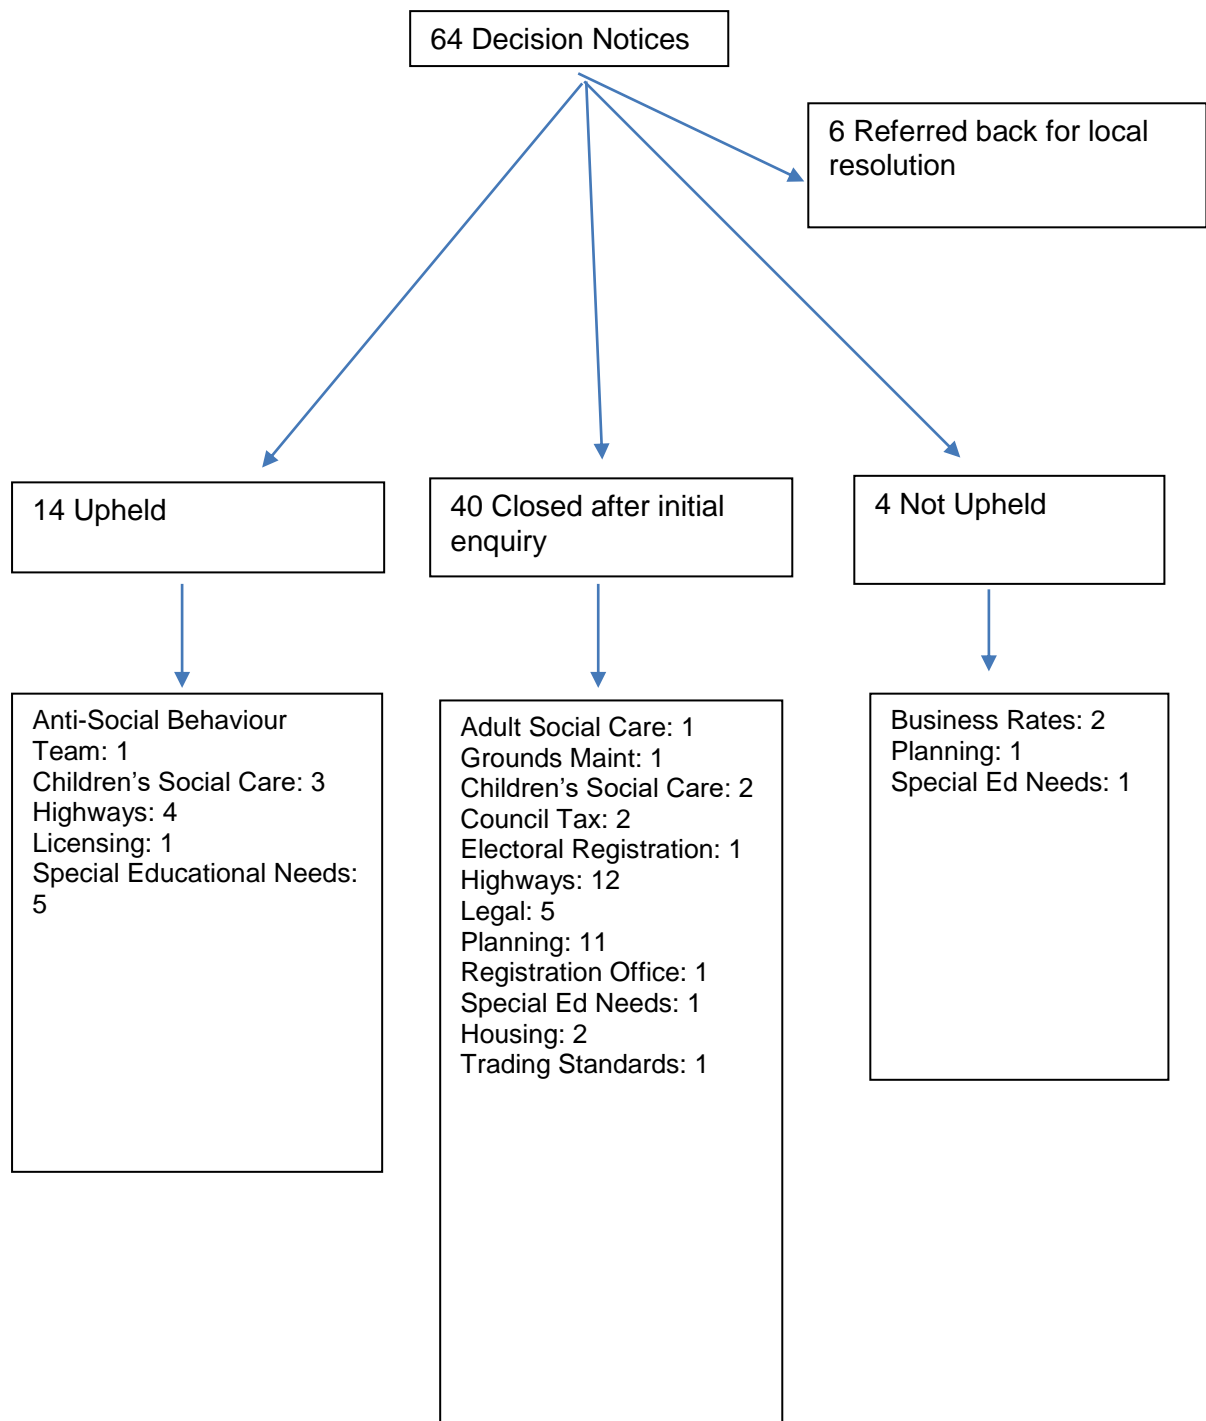 64 Decision Notices
6 Referred back for local
resolution
14 Upheld
40 Closed after initial
enquiry
4 Not Upheld
Anti-Social Behaviour
Team: 1
Children’s Social Care: 3
Highways: 4
Licensing: 1
Special Educational Needs:
5
Adult Social Care: 1
Grounds Maint: 1
Children’s Social Care: 2
Council Tax: 2
Electoral Registration: 1
Highways: 12
Legal: 5
Planning: 11
Registration Office: 1
Special Ed Needs: 1
Housing: 2
Trading Standards: 1
Business Rates: 2
Planning: 1
Special Ed Needs: 1